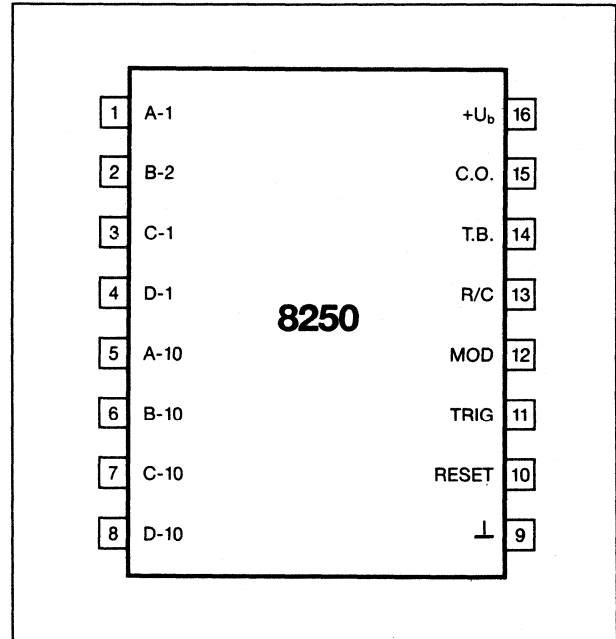 1 A-1 +Ub 16
2 B-2 C.O. 15
3 C-1 T.B. 14
4 D-1 R/C 13
8250
5 A-10 MOD 12
6 B-10 TRIG 11
7 C-10 RESET 10
8 D-10 ⊥ 9